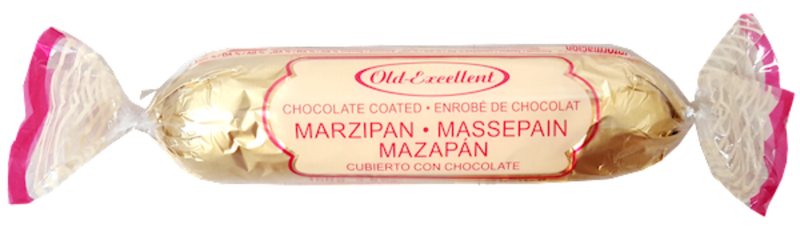 Old-Excellent
CHOCOLATE COATED • ENROBÉ DE CHOCOLAT
MARZIPAN • MASSEPAIN
MAZAPÁN
CUBIERTO CON CHOCOLATE